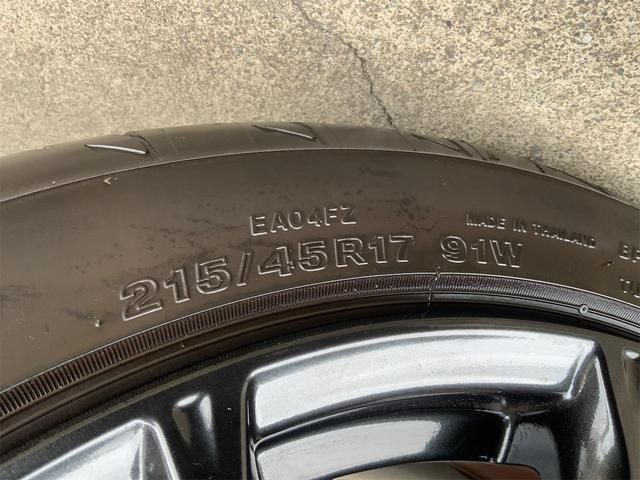 EA04FZ
215/45R17 91W
MADE IN THAILAND